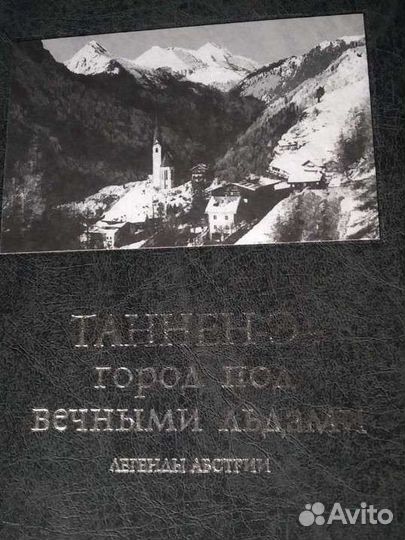 ТАННЕН-Э –
ГОРОД ПОД
ВЕЧНЫМИ ЛЬДАМИ
ЛЕГЕНДЫ АВСТРИИ
Avito